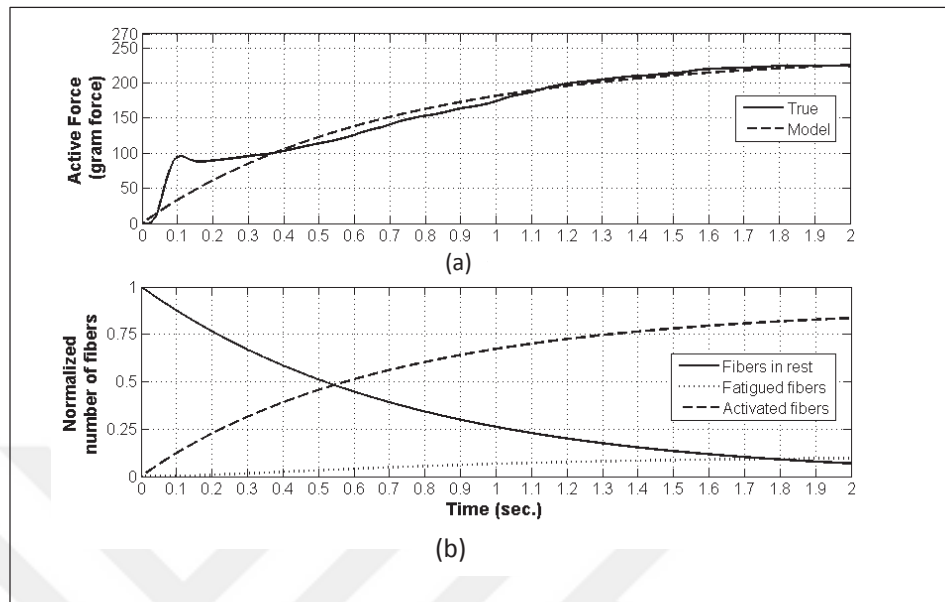 Active Force
(gram force)
270
250
200
150
100
50
0
True
Model
0 0.1 0.2 0.3 0.4 0.5 0.6 0.7 0.8 0.9 1 1.1 1.2 1.3 1.4 1.5 1.6 1.7 1.8 1.9 2
(a)
Normalized
number of fibers
1
0.75
0.5
0.25
0
Fibers in rest
Fatigued fibers
Activated fibers
0 0.1 0.2 0.3 0.4 0.5 0.6 0.7 0.8 0.9 1 1.1 1.2 1.3 1.4 1.5 1.6 1.7 1.8 1.9 2
Time (sec.)
(b)